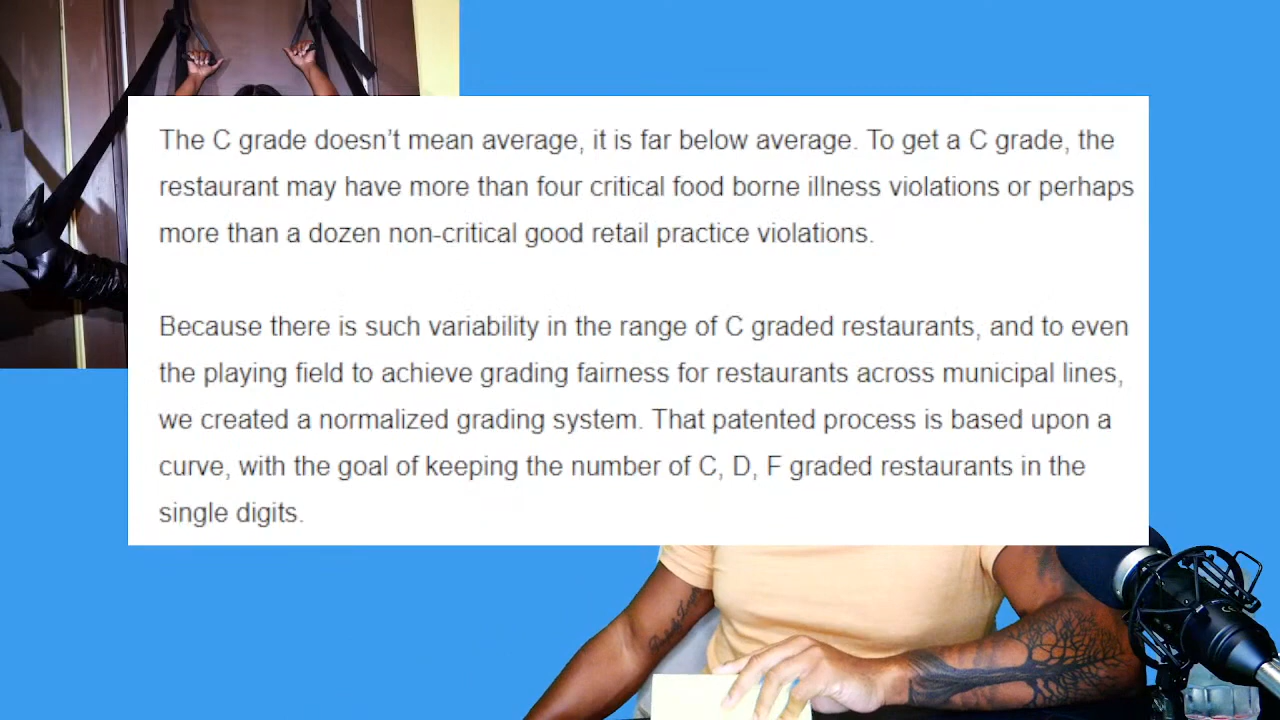 The C grade doesn’t mean average, it is far below average. To get a C grade, the
restaurant may have more than four critical food borne illness violations or perhaps
more than a dozen non-critical good retail practice violations.
Because there is such variability in the range of C graded restaurants, and to even
the playing field to achieve grading fairness for restaurants across municipal lines,
we created a normalized grading system. That patented process is based upon a
curve, with the goal of keeping the number of C, D, F graded restaurants in the
single digits.